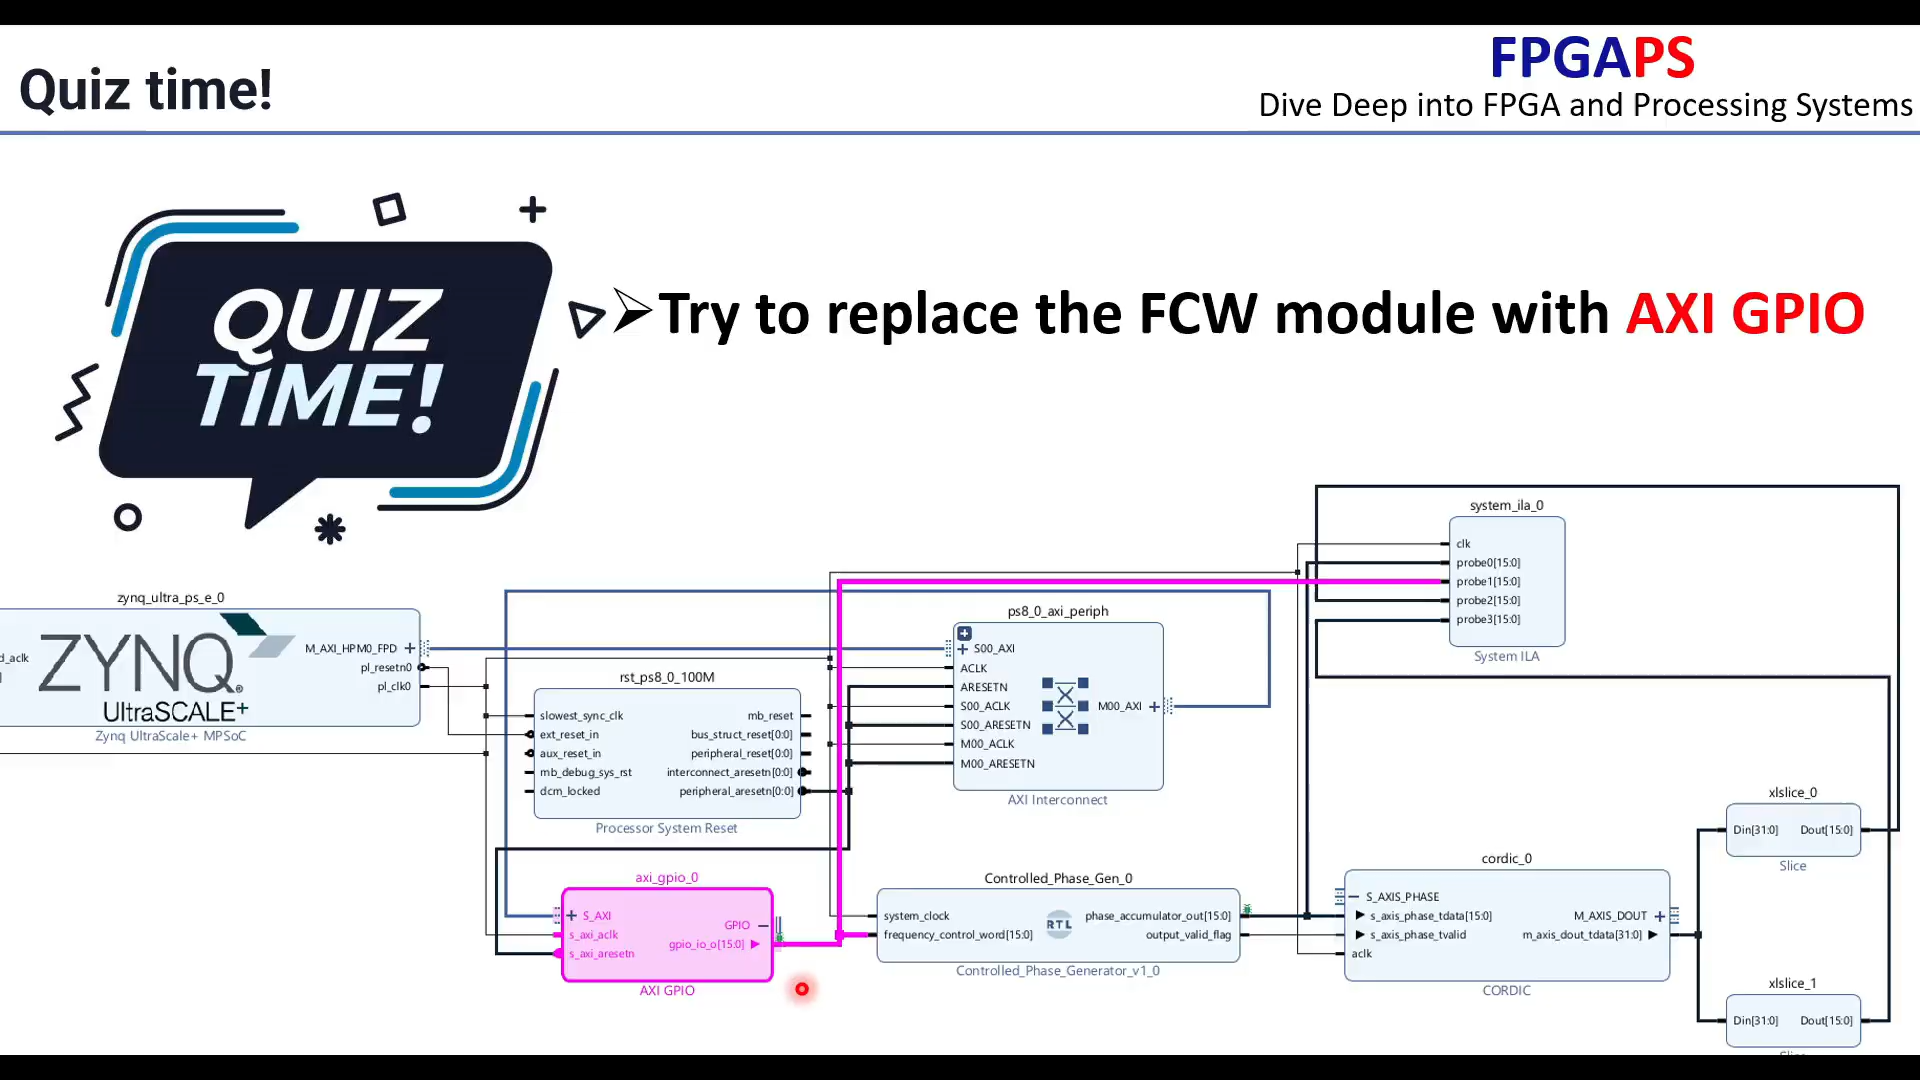 Quiz time!
FPGAPS
Dive Deep into FPGA and Processing Systems
QUIZ
TIME!
➢Try to replace the FCW module with AXI GPIO
zynq_ultra_ps_e_0
d_aclk
ZYNQ
UltraSCALE+
M_AXI_HPM0_FPD
pl_resetn0
pl_clk0
Zynq UltraScale+ MPSoC
rst_ps8_0_100M
slowest_sync_clk
ext_reset_in
aux_reset_in
mb_debug_sys_rst
dcm_locked
mb_reset
bus_struct_reset[0:0]
peripheral_reset[0:0]
interconnect_aresetn[0:0]
peripheral_aresetn[0:0]
Processor System Reset
ps8_0_axi_periph
S00_AXI
ACLK
ARESETN
S00_ACLK
S00_ARESETN
M00_ACLK
M00_ARESETN
M00_AXI
AXI Interconnect
system_ila_0
clk
probe0[15:0]
probe1[15:0]
probe2[15:0]
probe3[15:0]
System ILA
axi_gpio_0
S_AXI
s_axi_aclk
s_axi_aresetn
GPIO
gpio_io_o[15:0]
AXI GPIO
Controlled_Phase_Gen_0
system_clock
frequency_control_word[15:0]
RTL
phase_accumulator_out[15:0]
output_valid_flag
Controlled_Phase_Generator_v1_0
cordic_0
S_AXIS_PHASE
s_axis_phase_tdata[15:0]
s_axis_phase_tvalid
aclk
M_AXIS_DOUT
m_axis_dout_tdata[31:0]
CORDIC
xlslice_0
Din[31:0] Dout[15:0]
Slice
xlslice_1
Din[31:0] Dout[15:0]